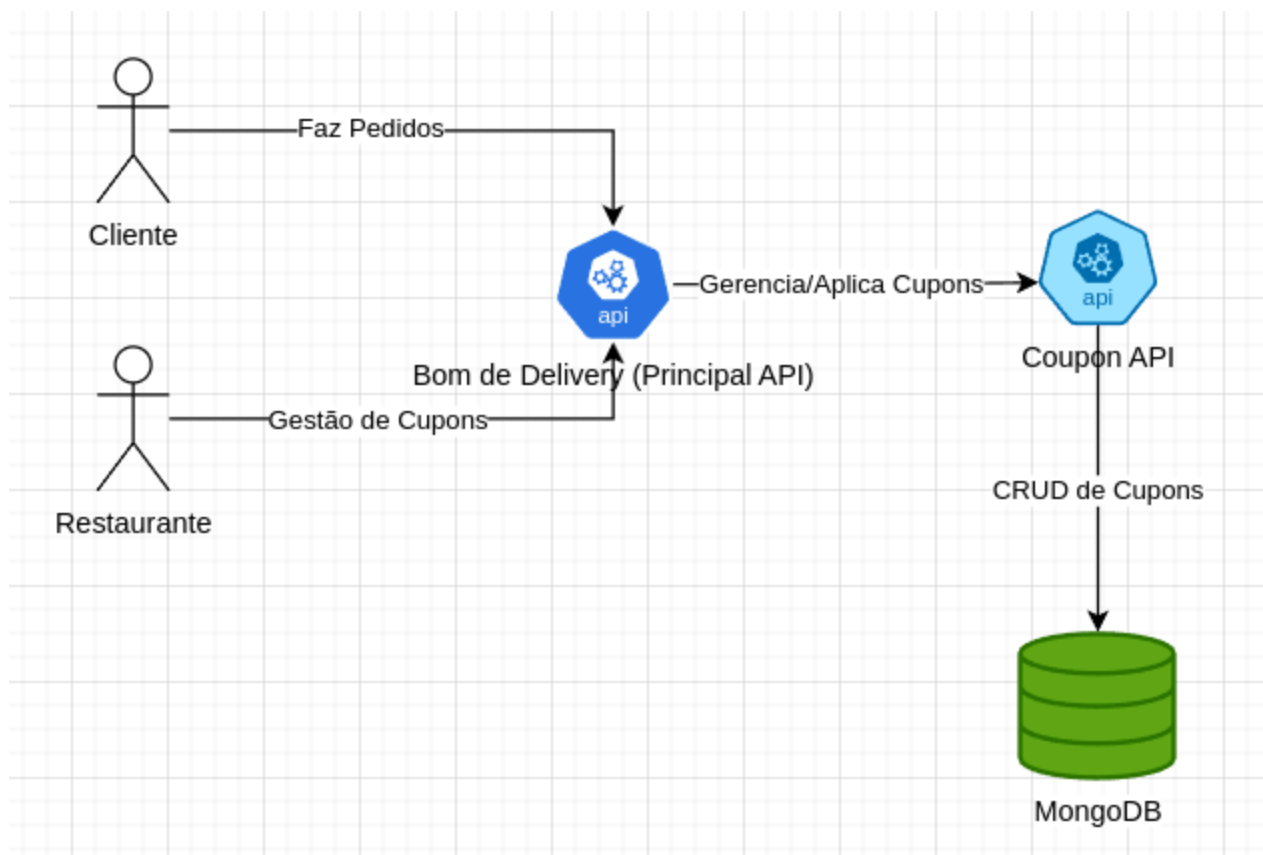 Faz Pedidos
Cliente
api
Gerencia/Aplica Cupons
api
Coupon API
Bom de Delivery (Principal API)
Gestão de Cupons
Restaurante
CRUD de Cupons
MongoDB